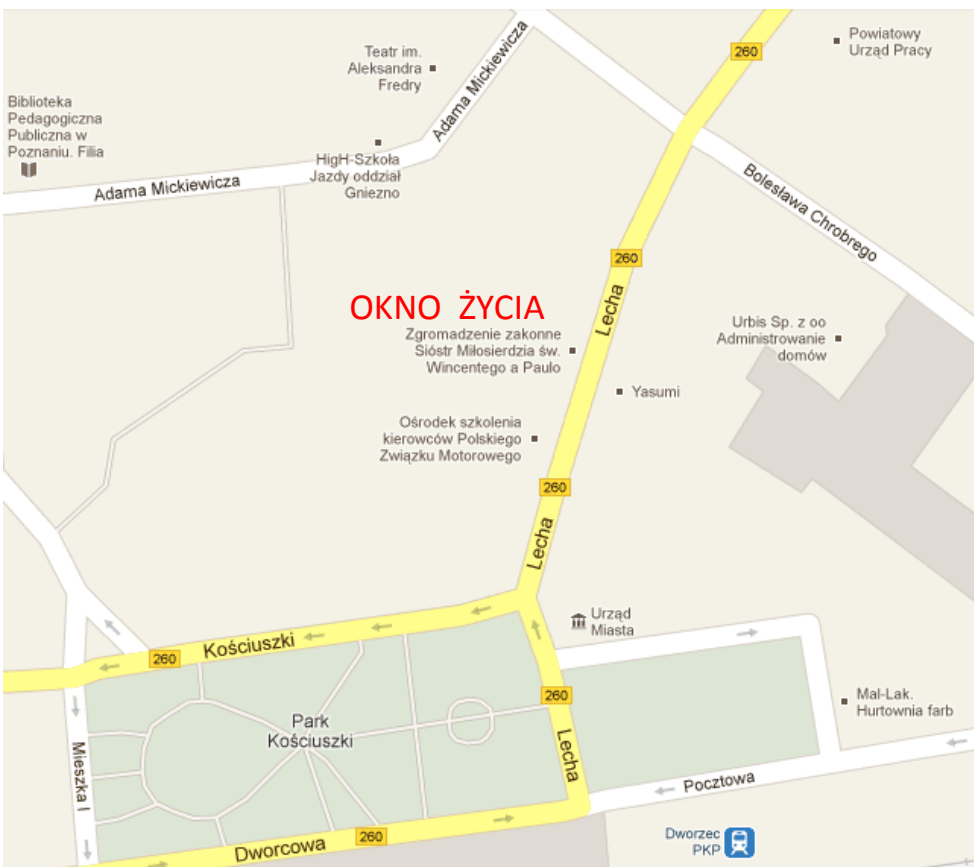 Teatr im.
Aleksandra
Fredry
Adama Mickiewicza
260
Powiatowy
Urząd Pracy
Biblioteka
Pedagogiczna
Publiczna w
Poznaniu. Filia
HigH-Szkoła
Jazdy oddział
Gniezno
Adama Mickiewicza
Bolesława Chrobrego
260
OKNO ŻYCIA
Lecha
Zgromadzenie zakonne
Sióstr Miłosierdzia św.
Wincentego a Paulo
Urbis Sp. z oo
Administrowanie
domów
Yasumi
Ośrodek szkolenia
kierowców Polskiego
Związku Motorowego
260
Lecha
Urząd
Miasta
Kościuszki
260
260
Mal-Lak.
Hurtownia farb
Park
Kościuszki
Lecha
Mieszka I
Pocztowa
Dworcowa
260
Dworzec
PKP